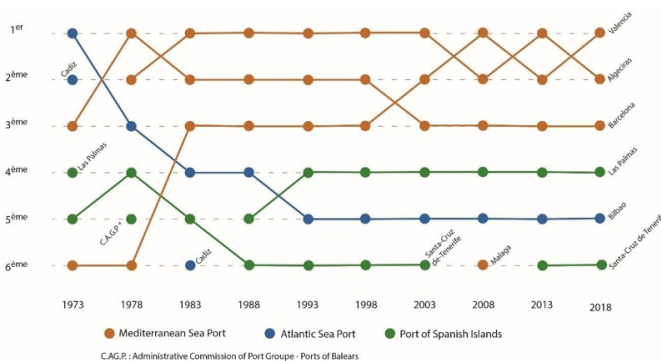 1er
Valencia
2ème
Cadiz
Algeciras
3ème
Barcelona
4ème
Las Palmas
Las Palmas
5ème
C.A.G.P *
Bilbao
6ème
Cadiz
Santa-Cruz
de-Tenerife
Malaga
Santa-Cruz de Tenerif
1973 1978 1983 1988 1993 1998 2003 2008 2013 2018
Mediterranean Sea Port Atlantic Sea Port Port of Spanish Islands
C.AG.P. : Administrative Commission of Port Groupe - Ports of Balears